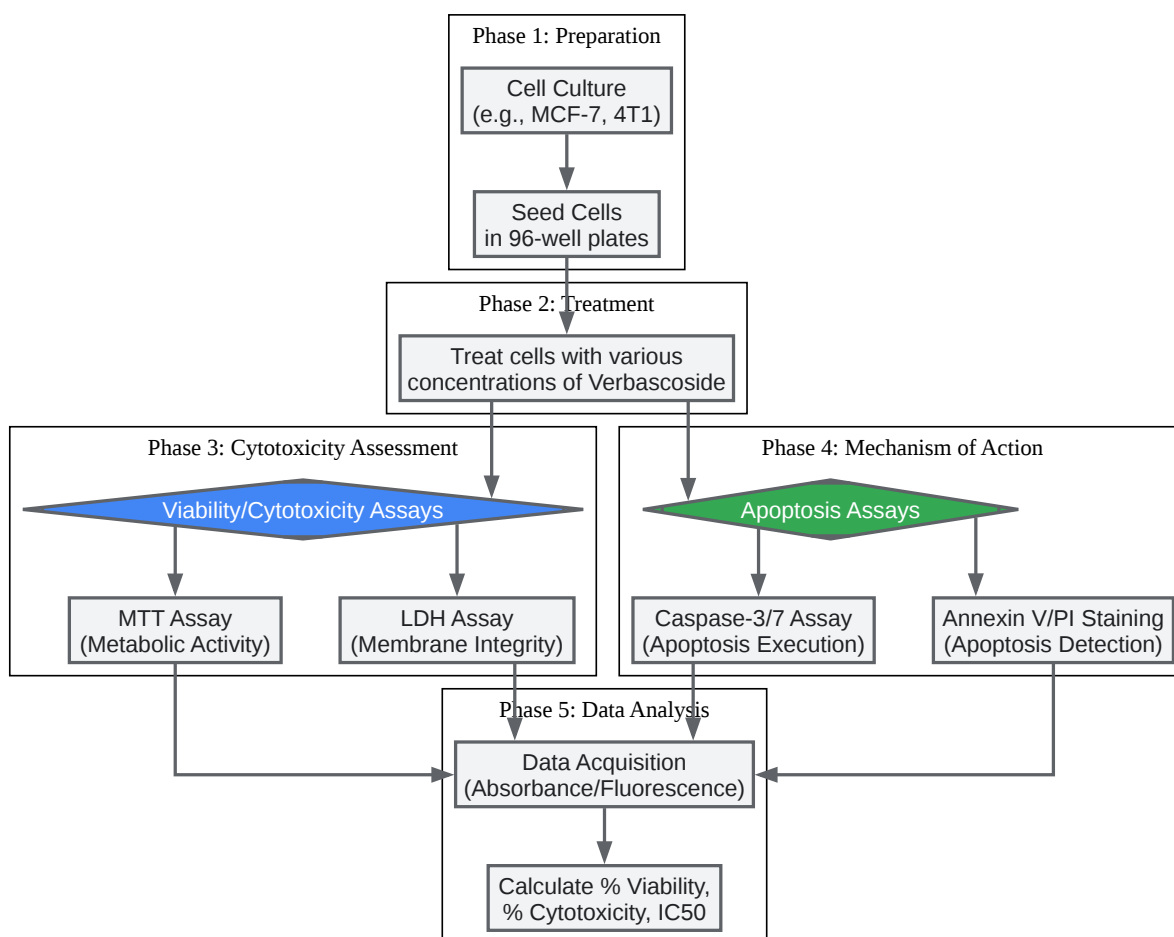 Phase 1: Preparation
Cell Culture
(e.g., MCF-7, 4T1)
Seed Cells
in 96-well plates
Phase 2: Treatment
Treat cells with various
concentrations of Verbascoside
Phase 3: Cytotoxicity Assessment
Viability/Cytotoxicity Assays
MTT Assay
(Metabolic Activity)
LDH Assay
(Membrane Integrity)
Phase 4: Mechanism of Action
Apoptosis Assays
Caspase-3/7 Assay
(Apoptosis Execution)
Annexin V/PI Staining
(Apoptosis Detection)
Phase 5: Data Analysis
Data Acquisition
(Absorbance/Fluorescence)
Calculate % Viability,
% Cytotoxicity, IC50